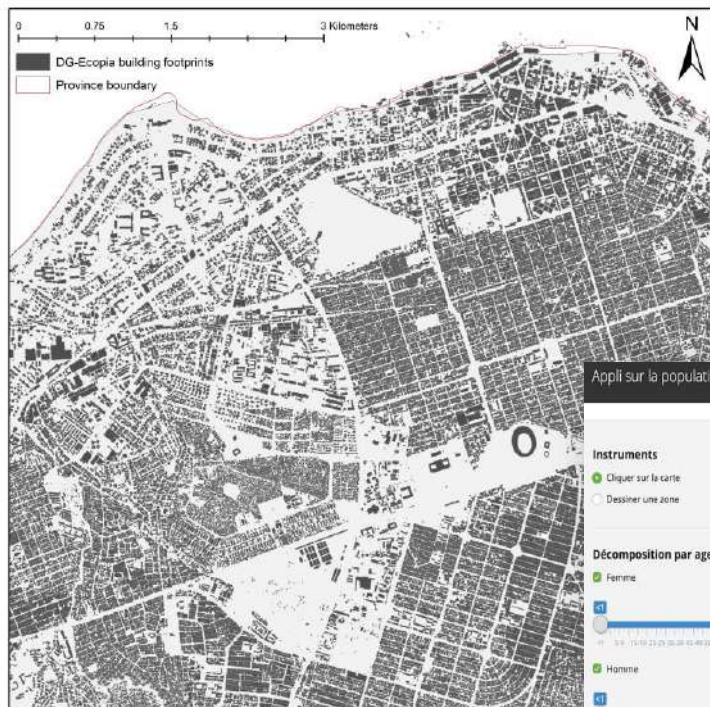 0 0.75 1.5 3 Kilometers
DG-Ecopia building footprints
Province boundary
N
Appli sur la populati
Instruments
Cliquer sur la carte
Dessiner une zone
Décomposition par age
Femme
<1
Homme
<1